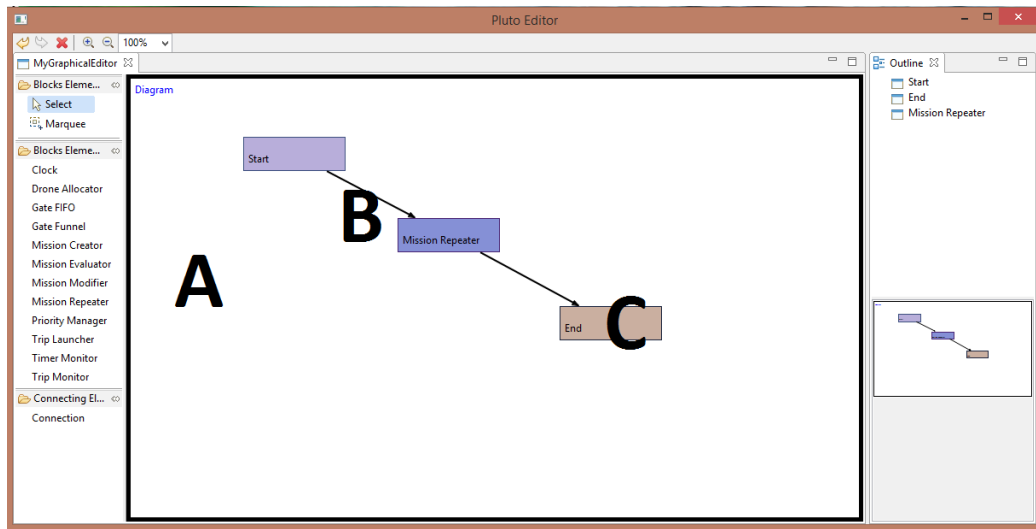 Pluto Editor
100%
MyGraphicalEditor
Blocks Eleme...
Select
Marquee
Blocks Eleme...
Clock
Drone Allocator
Gate FIFO
Gate Funnel
Mission Creator
Mission Evaluator
Mission Modifier
Mission Repeater
Priority Manager
Trip Launcher
Timer Monitor
Trip Monitor
Connecting El...
Connection
Diagram
Start
B
Mission Repeater
A
End
C
Outline
Start
End
Mission Repeater